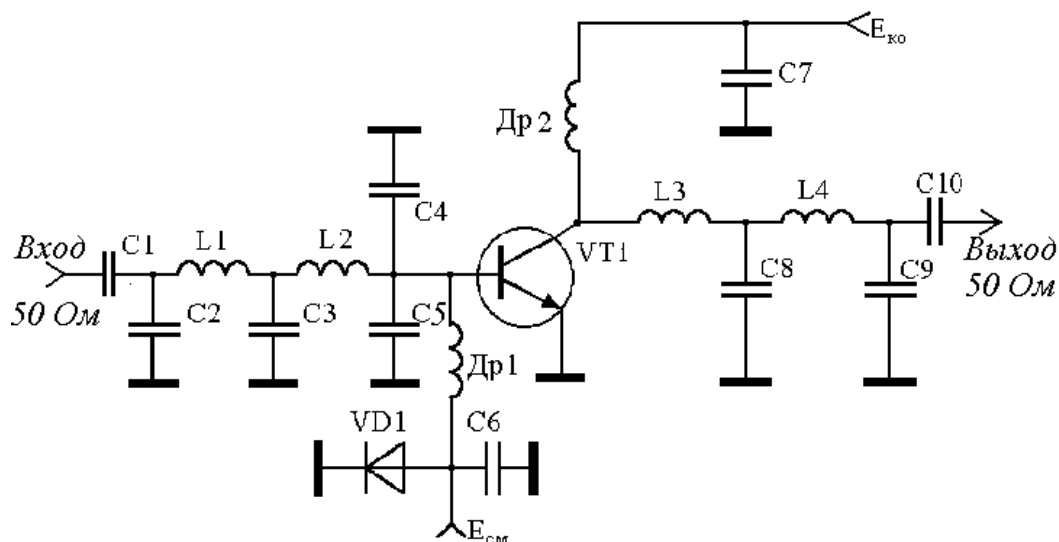 Eко
C7
Др 2
L3
L4
C10
C4
Вход
C1
L1
L2
VT1
Выход
50 Ом
C2
C3
C5
C8
C9
50 Ом
Др1
VD1
C6
Eсм